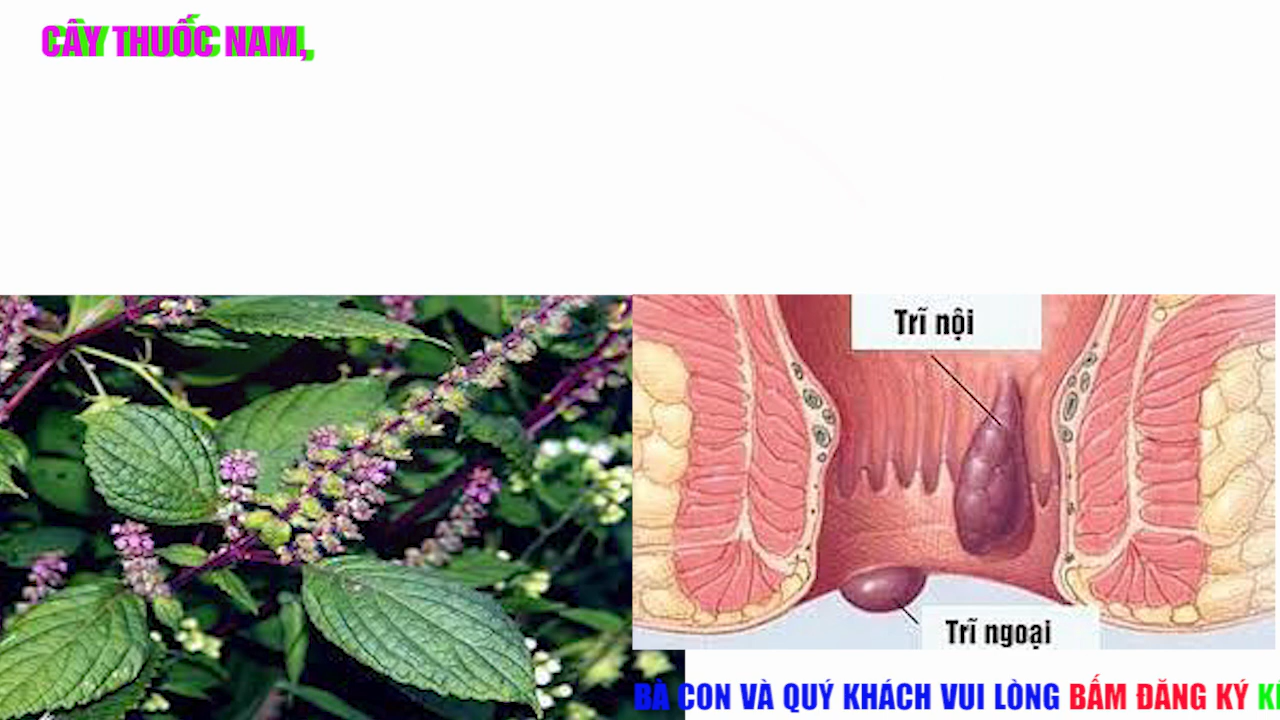 CÂY THUỐC NAM,
Trĩ nội
Trĩ ngoại
BÀ CON VÀ QUÝ KHÁCH VUI LÒNG BẤM ĐĂNG KÝ